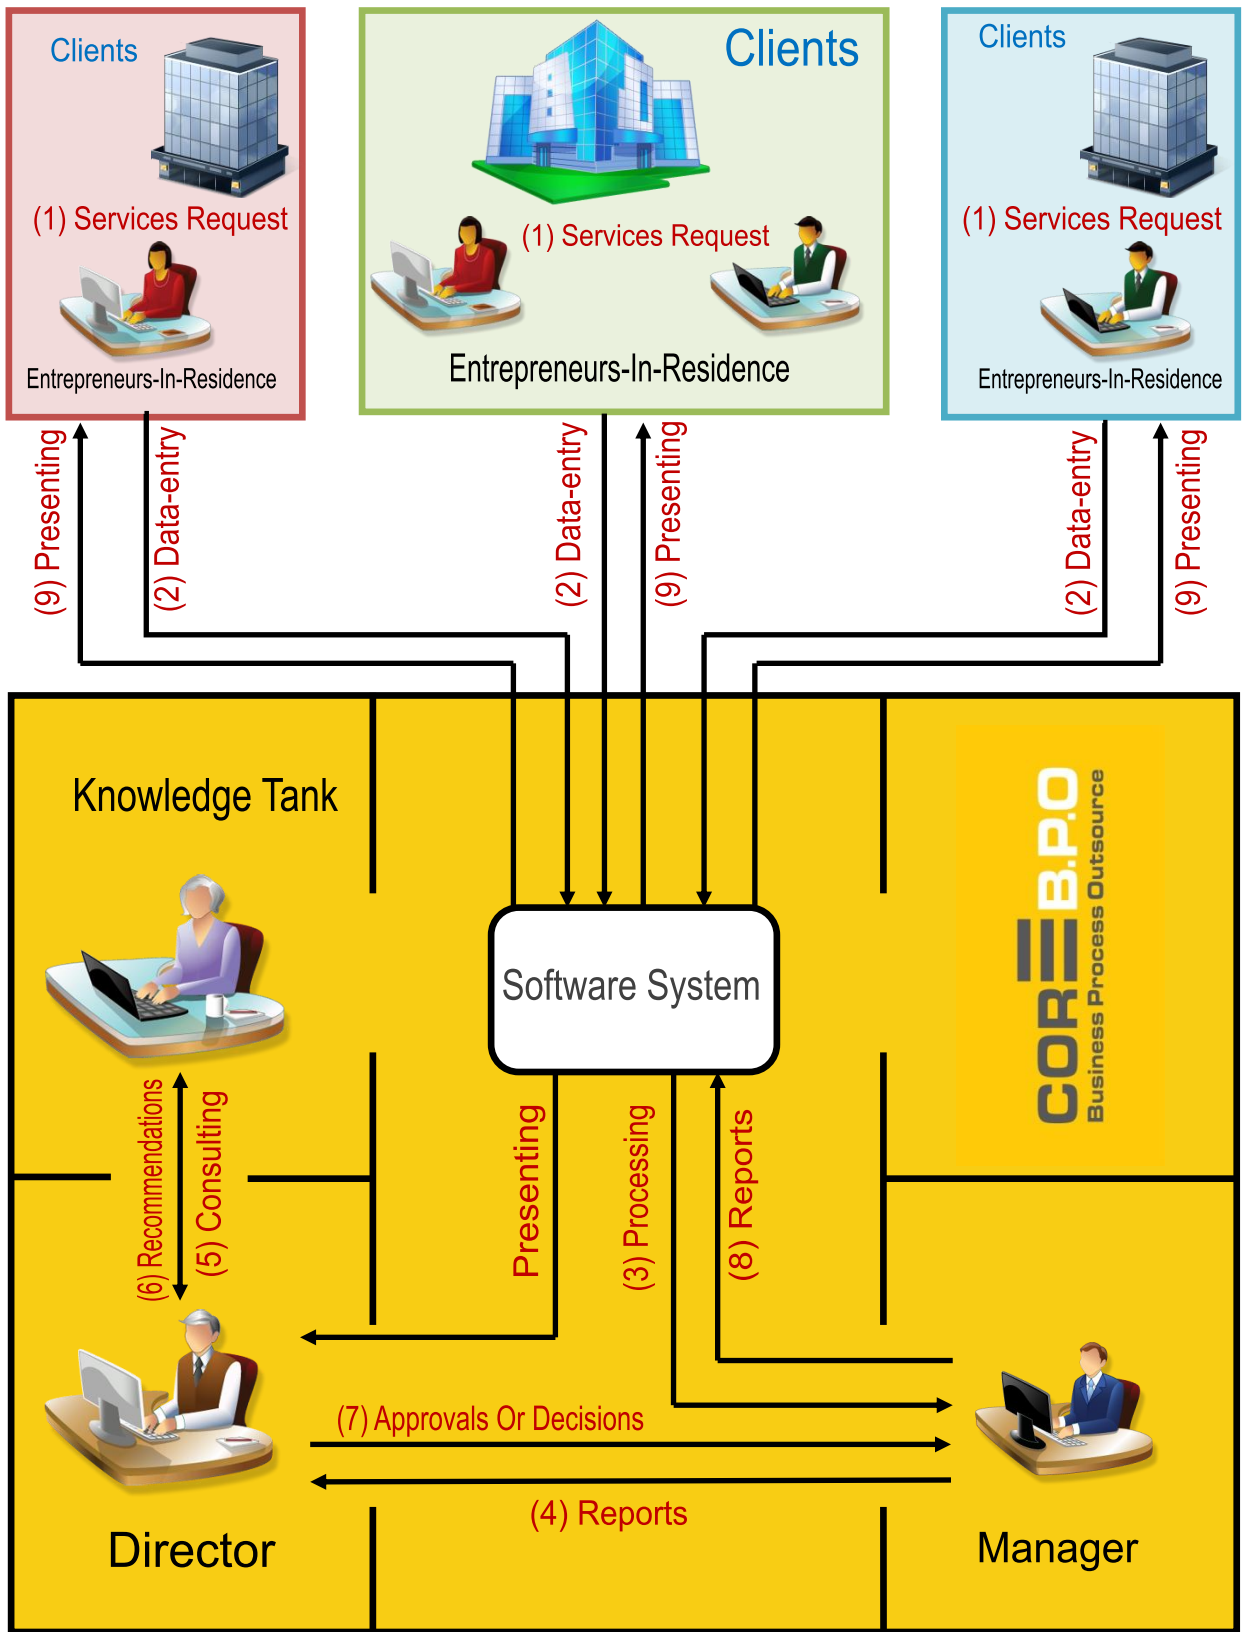 Clients
(1) Services Request
Entrepreneurs-In-Residence
Clients
(1) Services Request
Entrepreneurs-In-Residence
Clients
(1) Services Request
Entrepreneurs-In-Residence
(9) Presenting
(2) Data-entry
(2) Data-entry
(9) Presenting
(2) Data-entry
(9) Presenting
Knowledge Tank
Software System
CORE B.P.O
Business Process Outsource
(6) Recommendations
(5) Consulting
Presenting
(3) Processing
(8) Reports
(7) Approvals Or Decisions
(4) Reports
Director
Manager